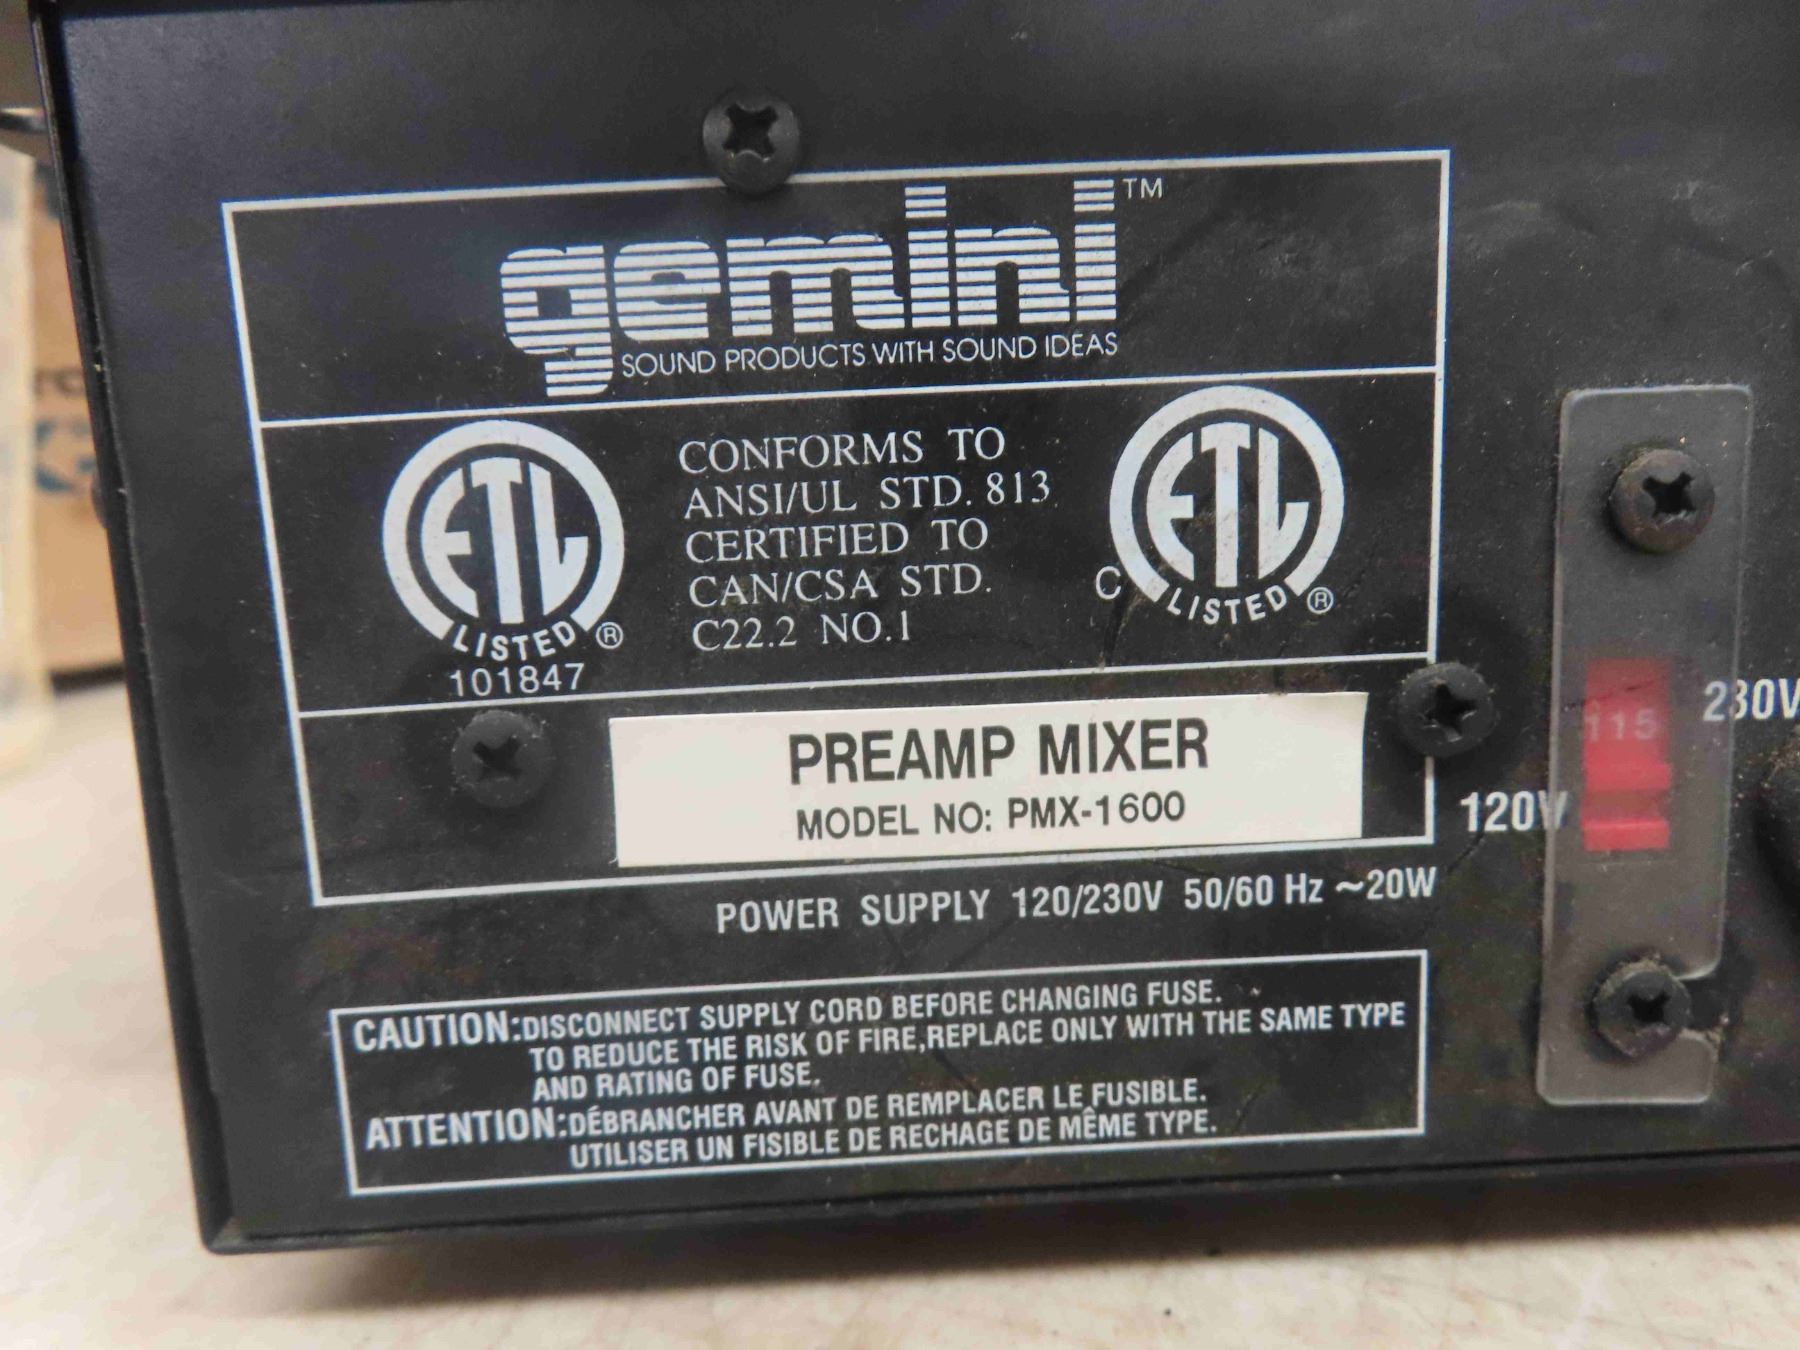 gemini™
SOUND PRODUCTS WITH SOUND IDEAS
ETL
LISTED ®
101847
CONFORMS TO
ANSI/UL STD. 813
CERTIFIED TO
CAN/CSA STD.
C22.2 NO.1
ETL
C LISTED ®
PREAMP MIXER
MODEL NO: PMX-1600
230V
115
120V
POWER SUPPLY 120/230V 50/60 Hz ~20W
CAUTION:DISCONNECT SUPPLY CORD BEFORE CHANGING FUSE.
TO REDUCE THE RISK OF FIRE,REPLACE ONLY WITH THE SAME TYPE
AND RATING OF FUSE.
ATTENTION:DÉBRANCHER AVANT DE REMPLACER LE FUSIBLE.
UTILISER UN FISIBLE DE RECHAGE DE MÊME TYPE.